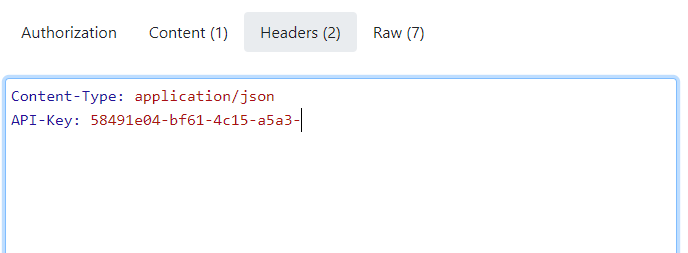 Authorization Content (1) Headers (2) Raw (7)
Content-Type: application/json
API-Key: 58491e04-bf61-4c15-a5a3-